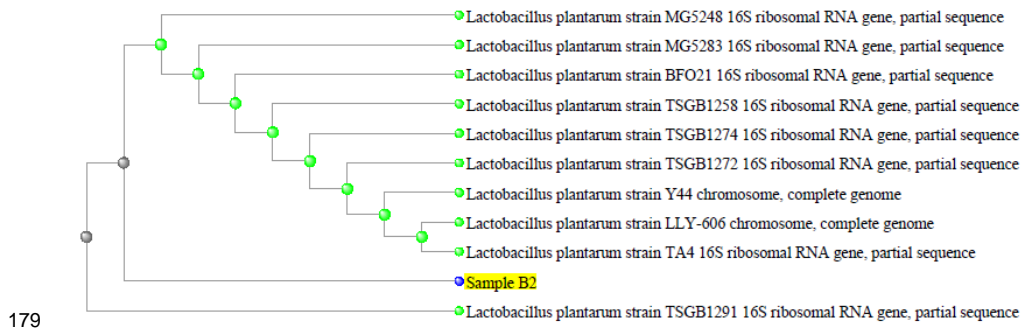 Lactobacillus plantarum strain MG5248 16S ribosomal RNA gene, partial sequence
Lactobacillus plantarum strain MG5283 16S ribosomal RNA gene, partial sequence
Lactobacillus plantarum strain BFO21 16S ribosomal RNA gene, partial sequence
Lactobacillus plantarum strain TSGB1258 16S ribosomal RNA gene, partial sequence
Lactobacillus plantarum strain TSGB1274 16S ribosomal RNA gene, partial sequence
Lactobacillus plantarum strain TSGB1272 16S ribosomal RNA gene, partial sequence
Lactobacillus plantarum strain Y44 chromosome, complete genome
Lactobacillus plantarum strain LLY-606 chromosome, complete genome
Lactobacillus plantarum strain TA4 16S ribosomal RNA gene, partial sequence
Sample B2
Lactobacillus plantarum strain TSGB1291 16S ribosomal RNA gene, partial sequence
179